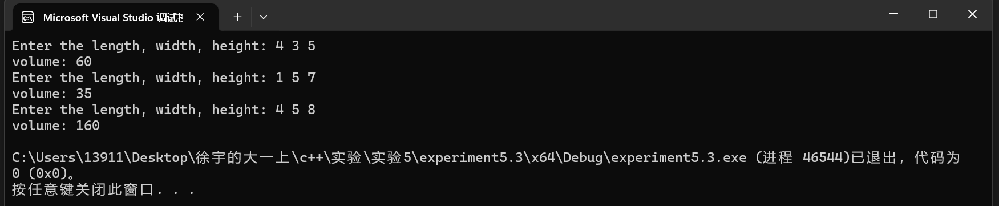 Microsoft Visual Studio 调试
Enter the length, width, height: 4 3 5
volume: 60
Enter the length, width, height: 1 5 7
volume: 35
Enter the length, width, height: 4 5 8
volume: 160
C:\Users\13911\Desktop\徐宇的大一上\c++\实验\实验5\experiment5.3\x64\Debug\experiment5.3.exe (进程 46544)已退出，代码为
0 (0x0)。
按任意键关闭此窗口. . .